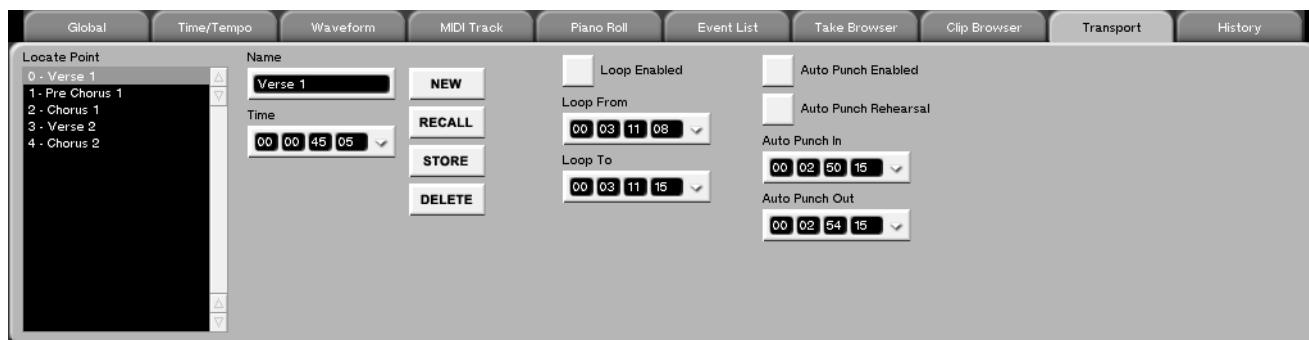 Global
Time/Tempo
Waveform
MIDI Track
Piano Roll
Event List
Take Browser
Clip Browser
Transport
History
Locate Point
0 - Verse 1
1 - Pre Chorus 1
2 - Chorus 1
3 - Verse 2
4 - Chorus 2
Name
Verse 1
Time
00 00 45 05
NEW
RECALL
STORE
DELETE
Loop Enabled
Loop From
00 03 11 08
Loop To
00 03 11 15
Auto Punch Enabled
Auto Punch Rehearsal
Auto Punch In
00 02 50 15
Auto Punch Out
00 02 54 15